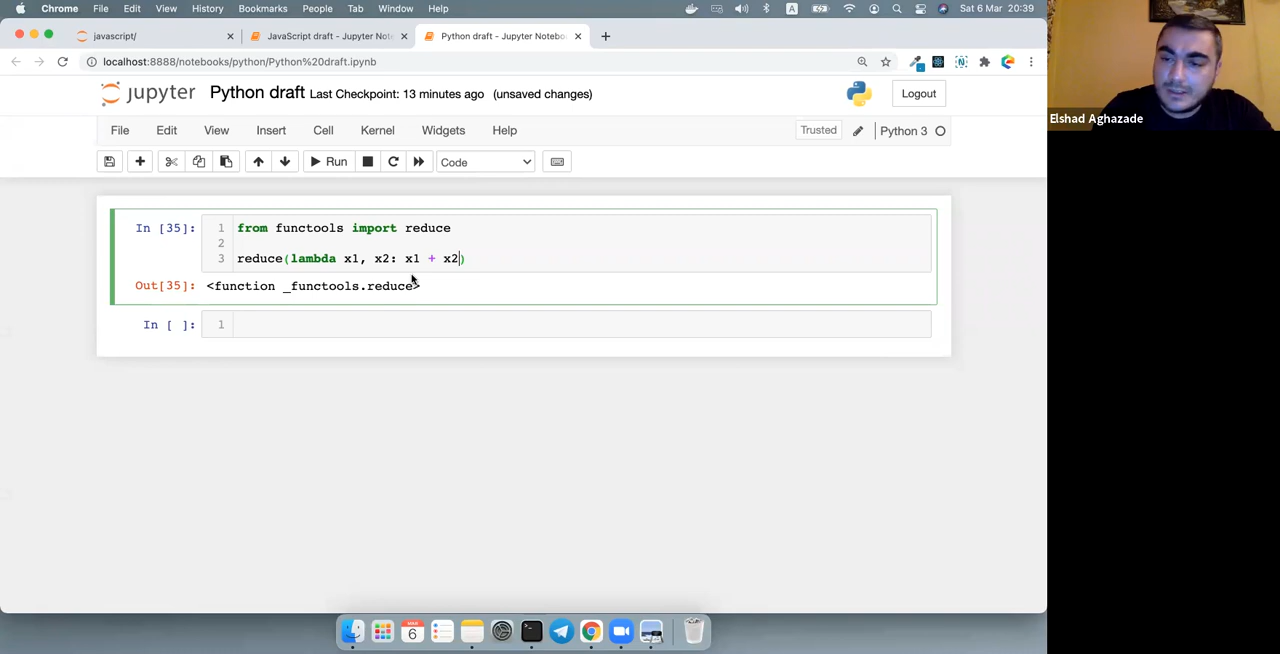 Chrome File Edit View History Bookmarks People Tab Window Help A Sat 6 Mar 20:39
javascript/ JavaScript draft - Jupyter Note Python draft - Jupyter Notebo
localhost:8888/notebooks/python/Python%20draft.ipynb
jupyter Python draft Last Checkpoint: 13 minutes ago (unsaved changes) Logout
File Edit View Insert Cell Kernel Widgets Help Trusted Python 3
Run Code
In [35]: 1 from functools import reduce
2
3 reduce(lambda x1, x2: x1 + x2)
Out[35]: <function _functools.reduce>
In [ ]: 1
Elshad Aghazade
MAR
6